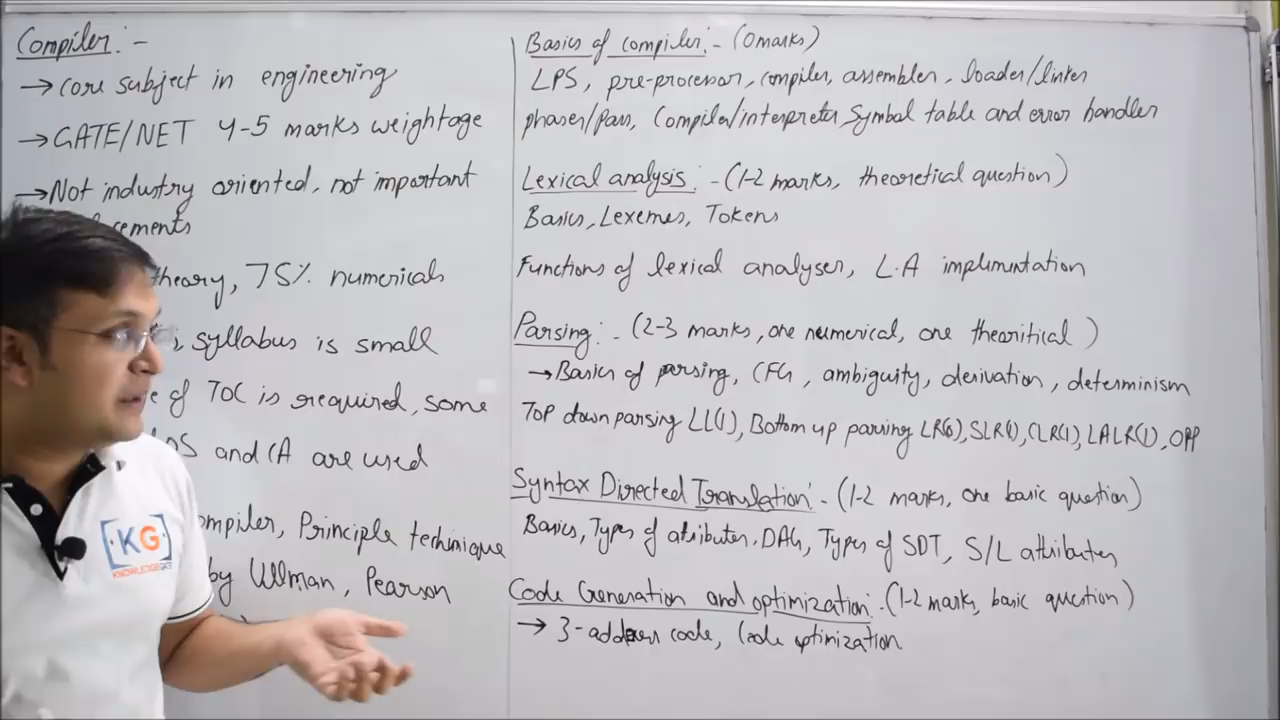 Compiler:-
→ core subject in engineering
→ GATE/NET 4-5 marks weightage
→ Not industry oriented, not important
cements
theory, 75% numericals
syllabus is small
e of TOC is required, some
DS and CA are used
ompiler, Principle technique
by Ullman, Pearson
KG
KNOWLEDGEGATE
Basics of compiler:- (0 marks)
LPS, pre-processor, compiler, assembler, loader/linker
phases/pass, Compiler/interpreter, Symbol table and error handler
Lexical analysis:- (1-2 marks, theoretical question)
Basics, Lexemes, Tokens
Functions of lexical analyser, L.A implimentation
Parsing:- (2-3 marks, one numerical, one theoritical)
→ Basics of parsing, CFG, ambiguity, derivation, determinism
Top down parsing LL(1), Bottom up parsing LR(0), SLR(1), CLR(1), LALR(1), OPP
Syntax Directed Translation:- (1-2 marks, one basic question)
Basics, Types of atributes, DAG, Types of SDT, S/L attributes
Code Generation and optimization:- (1-2 marks, basic question)
→ 3-address code, Code optimization.